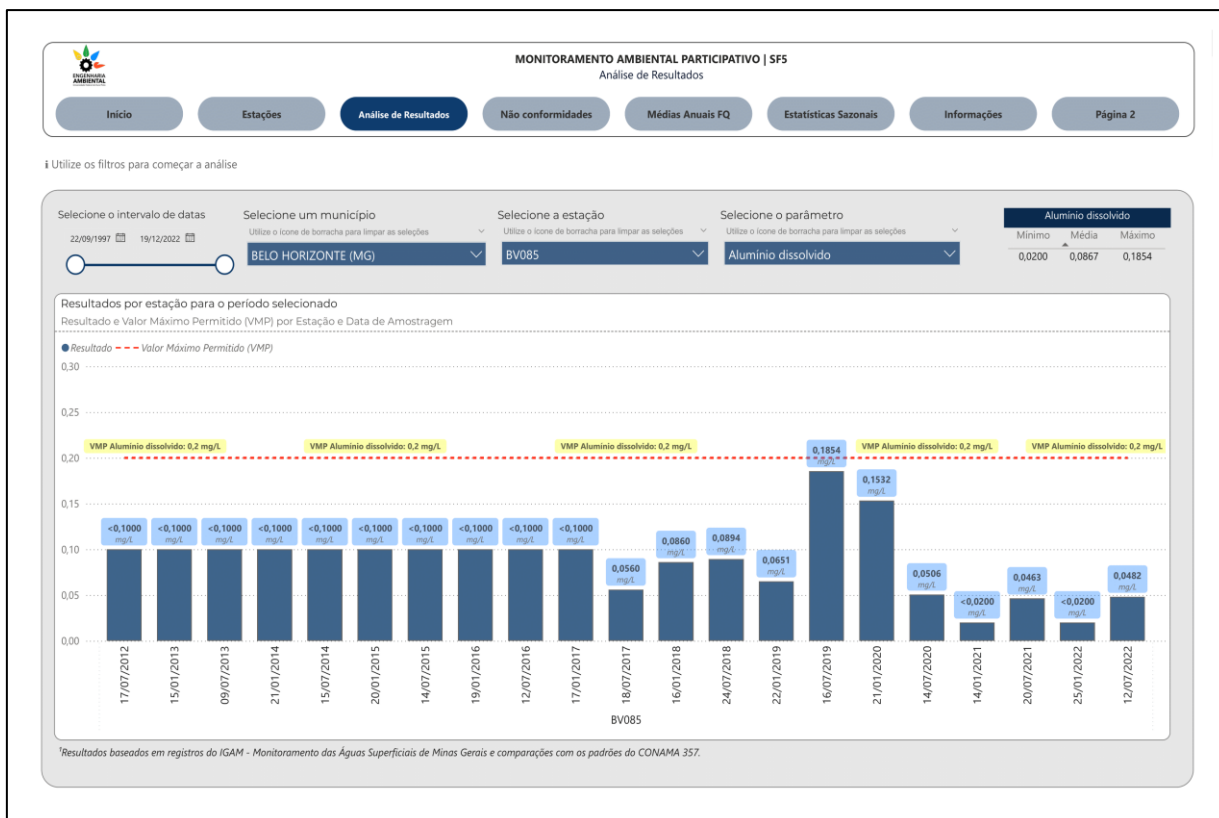 MONITORAMENTO AMBIENTAL PARTICIPATIVO | SF5
Análise de Resultados
ENGENHARIA
AMBIENTAL
Início Estações Análise de Resultados Não conformidades Médias Anuais FQ Estatísticas Sazonais Informações Página 2
i Utilize os filtros para começar a análise
Selecione o intervalo de datas
22/09/1997 19/12/2022
Selecione um município
Utilize o ícone de borracha para limpar as seleções
BELO HORIZONTE (MG)
Selecione a estação
Utilize o ícone de borracha para limpar as seleções
BV085
Selecione o parâmetro
Utilize o ícone de borracha para limpar as seleções
Alumínio dissolvido
Alumínio dissolvido
Mínimo Média Máximo
0,0200 0,0867 0,1854
Resultados por estação para o período selecionado
Resultado e Valor Máximo Permitido (VMP) por Estação e Data de Amostragem
Resultado Valor Máximo Permitido (VMP)
0,30
0,25
VMP Alumínio dissolvido: 0,2 mg/L VMP Alumínio dissolvido: 0,2 mg/L VMP Alumínio dissolvido: 0,2 mg/L VMP Alumínio dissolvido: 0,2 mg/L VMP Alumínio dissolvido: 0,2 mg/L
0,20
0,15
0,10
0,05
0,00
<0,1000 mg/L
<0,1000 mg/L
<0,1000 mg/L
<0,1000 mg/L
<0,1000 mg/L
<0,1000 mg/L
<0,1000 mg/L
<0,1000 mg/L
<0,1000 mg/L
<0,1000 mg/L
0,0560 mg/L
0,0860 mg/L
0,0894 mg/L
0,0651 mg/L
0,1854 mg/L
0,1532 mg/L
0,0506 mg/L
<0,0200 mg/L
0,0463 mg/L
<0,0200 mg/L
0,0482 mg/L
17/07/2012
15/01/2013
09/07/2013
21/01/2014
15/07/2014
20/01/2015
14/07/2015
19/01/2016
12/07/2016
17/01/2017
18/07/2017
16/01/2018
24/07/2018
22/01/2019
16/07/2019
21/01/2020
14/07/2020
14/01/2021
20/07/2021
25/01/2022
12/07/2022
BV085
¹Resultados baseados em registros do IGAM - Monitoramento das Águas Superficiais de Minas Gerais e comparações com os padrões do CONAMA 357.